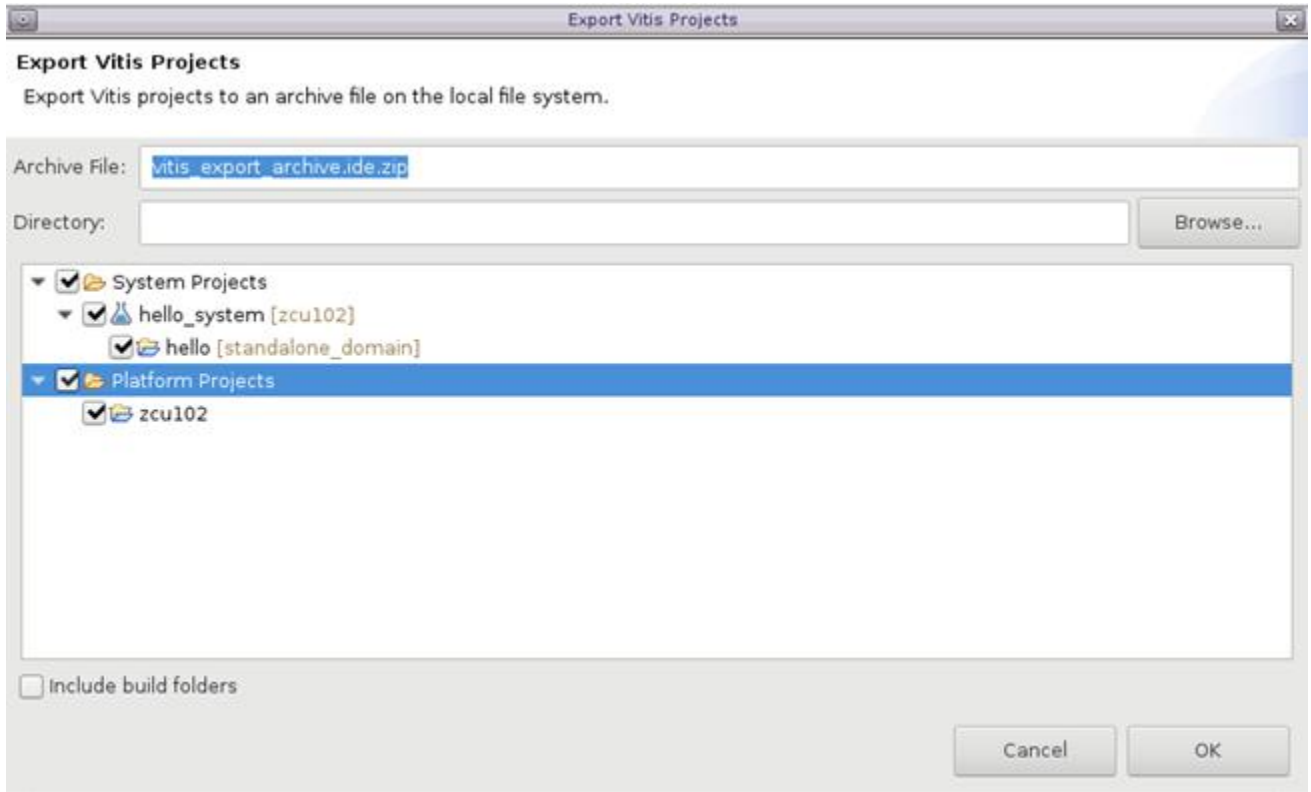 Export Vitis Projects
Export Vitis Projects
Export Vitis projects to an archive file on the local file system.
Archive File: vitis_export_archive.ide.zip
Directory: Browse...
System Projects
hello_system [zcu102]
hello [standalone_domain]
Platform Projects
zcu102
Include build folders
Cancel OK